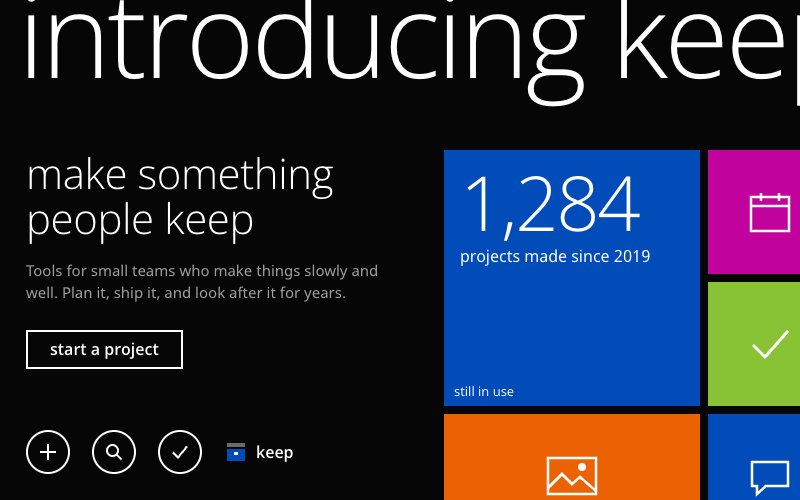 introducing keep
make something
people keep
Tools for small teams who make things slowly and
well. Plan it, ship it, and look after it for years.
start a project
keep
1,284
projects made since 2019
still in use